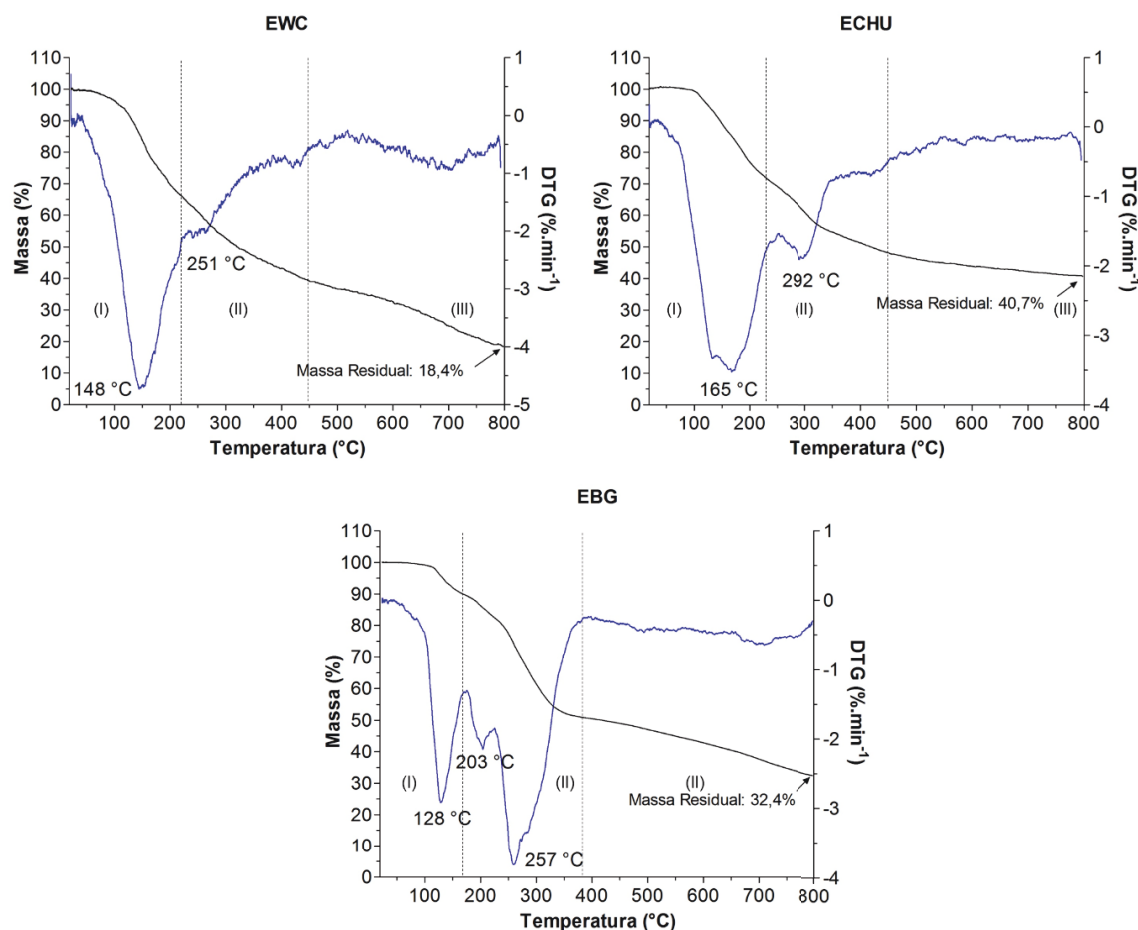 EWC
110
100
90
80
70
60
50
40
30
20
10
0
Massa (%)
1
0
-1
-2
-3
-4
-5
DTG (%.min⁻¹)
251 °C
(I)
(II)
(III)
148 °C
Massa Residual: 18,4%
100 200 300 400 500 600 700 800
Temperatura (°C)
ECHU
110
100
90
80
70
60
50
40
30
20
10
0
Massa (%)
1
0
-1
-2
-3
-4
DTG (%.min⁻¹)
292 °C
(I)
(II)
Massa Residual: 40,7%
(III)
165 °C
100 200 300 400 500 600 700 800
Temperatura (°C)
EBG
110
100
90
80
70
60
50
40
30
20
10
0
Massa (%)
1
0
-1
-2
-3
-4
DTG (%.min⁻¹)
203 °C
(I)
(II)
(II)
Massa Residual: 32,4%
128 °C
257 °C
100 200 300 400 500 600 700 800
Temperatura (°C)